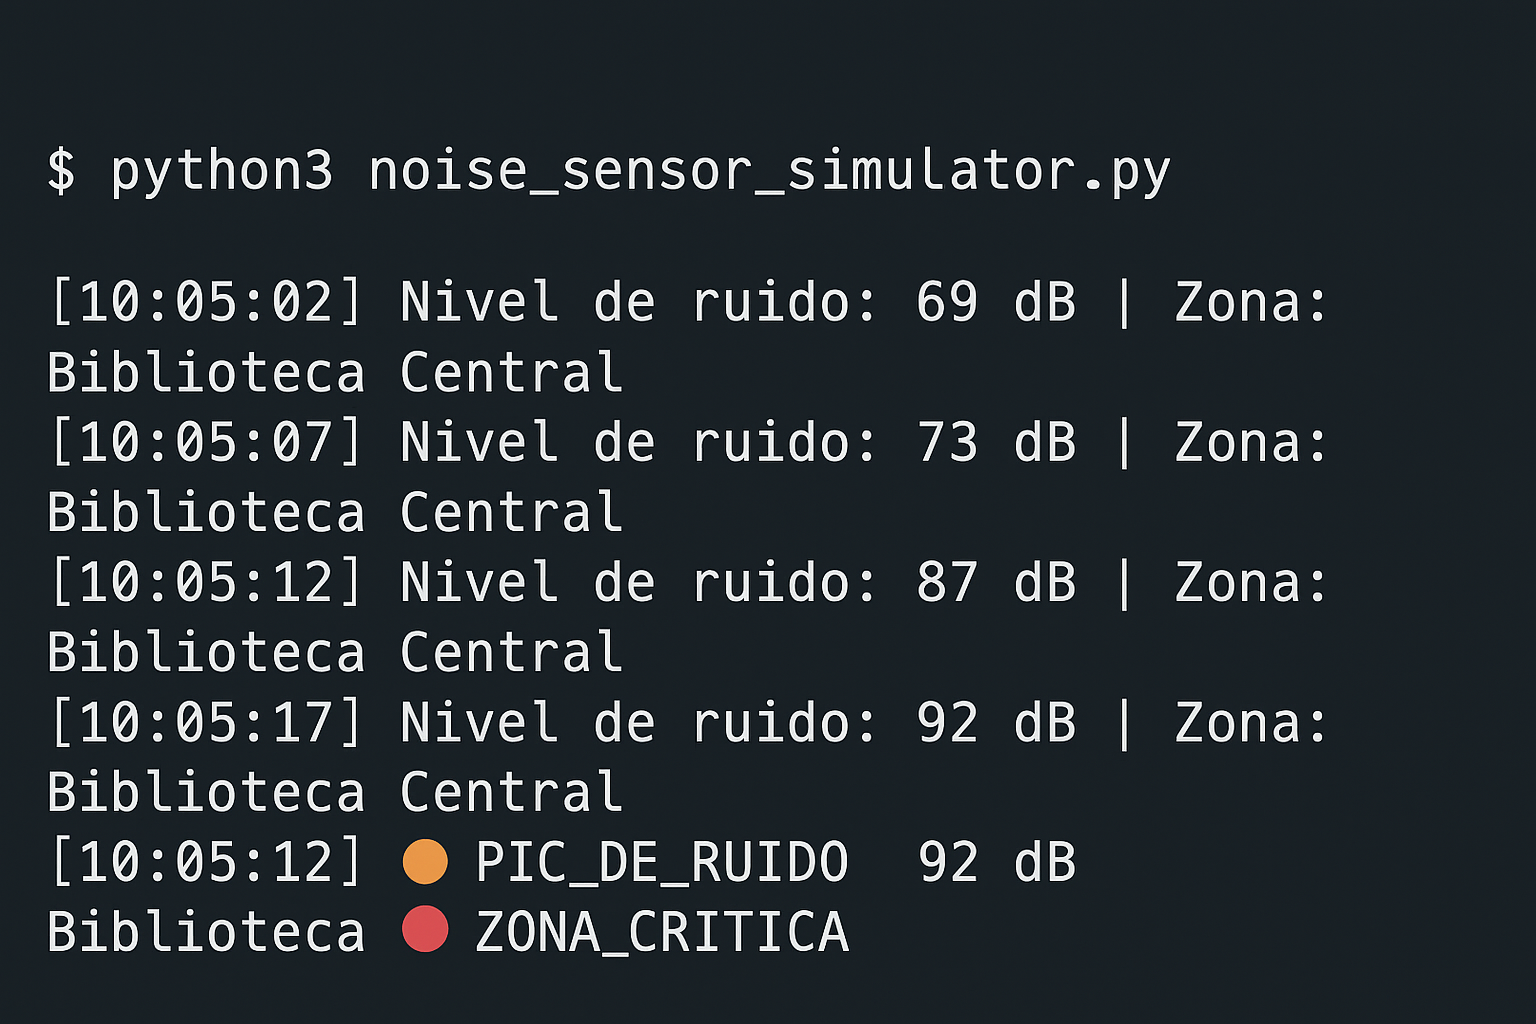 $ python3 noise_sensor_simulator.py
[10:05:02] Nivel de ruido: 69 dB | Zona:
Biblioteca Central
[10:05:07] Nivel de ruido: 73 dB | Zona:
Biblioteca Central
[10:05:12] Nivel de ruido: 87 dB | Zona:
Biblioteca Central
[10:05:17] Nivel de ruido: 92 dB | Zona:
Biblioteca Central
[10:05:12] 🟠 PIC_DE_RUIDO 92 dB
Biblioteca 🔴 ZONA_CRITICA